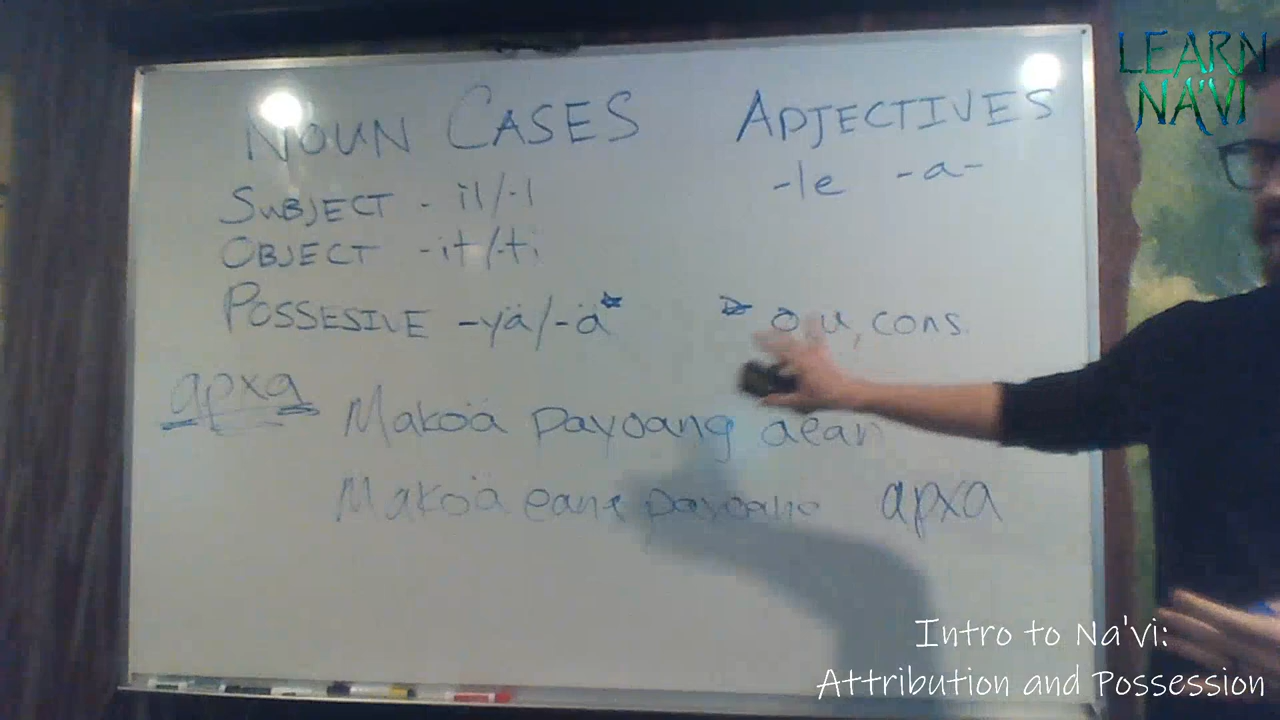 LEARN
NA'VI
NOUN CASES
ADJECTIVES
-le -a-
SUBJECT - il/-l
OBJECT -it/-ti
POSSESIVE -yä/-ä*
* o, u, cons.
apxa
Makoä payoang aean
Makoä eana payoang apxa
Intro to Na'vi:
Attribution and Possession